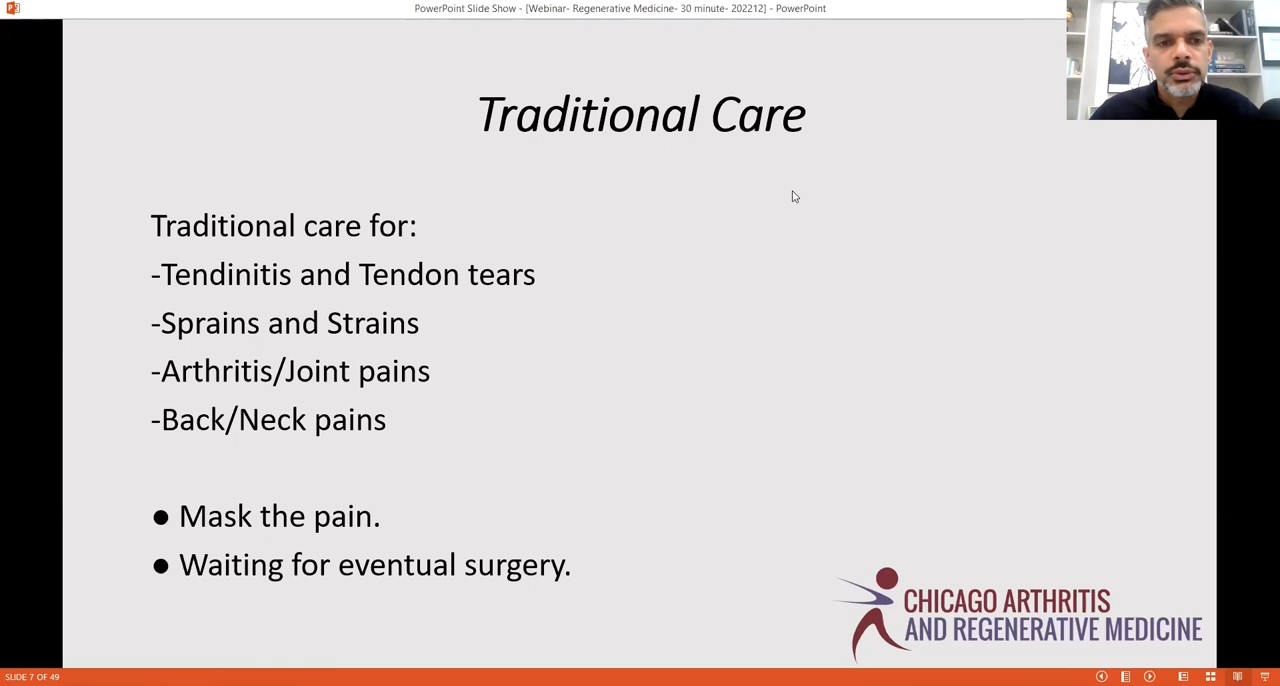 PowerPoint Slide Show - [Webinar- Regenerative Medicine- 30 minute- 202212] - PowerPoint
Traditional Care
Traditional care for:
-Tendinitis and Tendon tears
-Sprains and Strains
-Arthritis/Joint pains
-Back/Neck pains
● Mask the pain.
● Waiting for eventual surgery.
CHICAGO ARTHRITIS
AND REGENERATIVE MEDICINE
SLIDE 7 OF 49